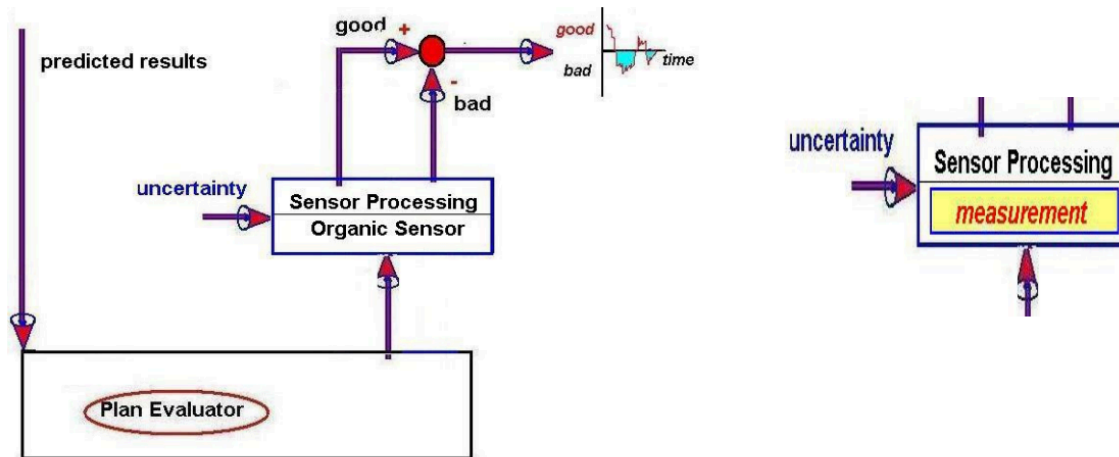 good +
good
predicted results
bad
time
-
bad
uncertainty
Sensor Processing
Organic Sensor
Plan Evaluator
uncertainty
Sensor Processing
measurement